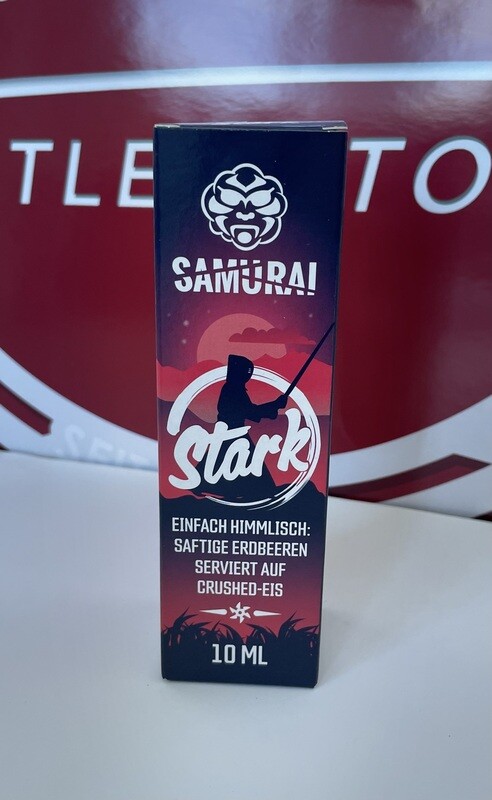 TLE TO
SAMURAI
Stark
EINFACH HIMMLISCH:
SAFTIGE ERDBEEREN
SERVIERT AUF
CRUSHED-EIS
10 ML